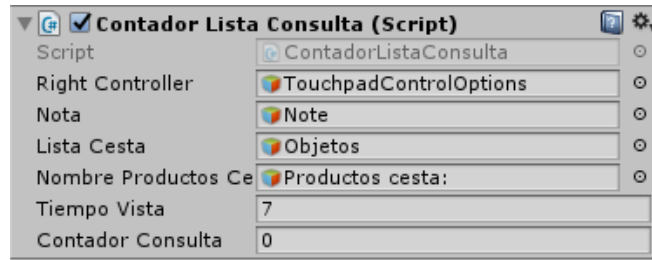 Contador Lista Consulta (Script)
Script ContadorListaConsulta
Right Controller TouchpadControlOptions
Nota Note
Lista Cesta Objetos
Nombre Productos Ce Productos cesta:
Tiempo Vista 7
Contador Consulta 0